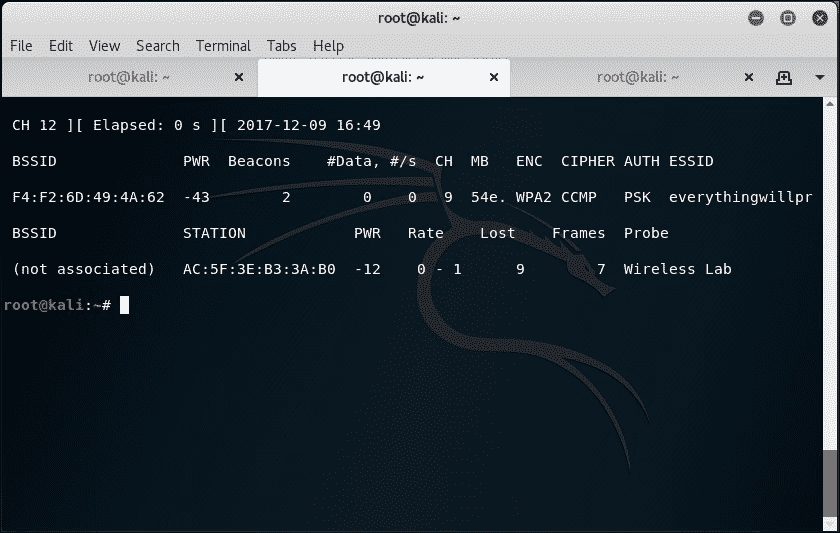 root@kali: ~
File Edit View Search Terminal Tabs Help
root@kali: ~ root@kali: ~ root@kali: ~
CH 12 ][ Elapsed: 0 s ][ 2017-12-09 16:49
BSSID PWR Beacons #Data, #/s CH MB ENC CIPHER AUTH ESSID
F4:F2:6D:49:4A:62 -43 2 0 0 9 54e. WPA2 CCMP PSK everythingwillpr
BSSID STATION PWR Rate Lost Frames Probe
(not associated) AC:5F:3E:B3:3A:B0 -12 0 - 1 9 7 Wireless Lab
root@kali:~#